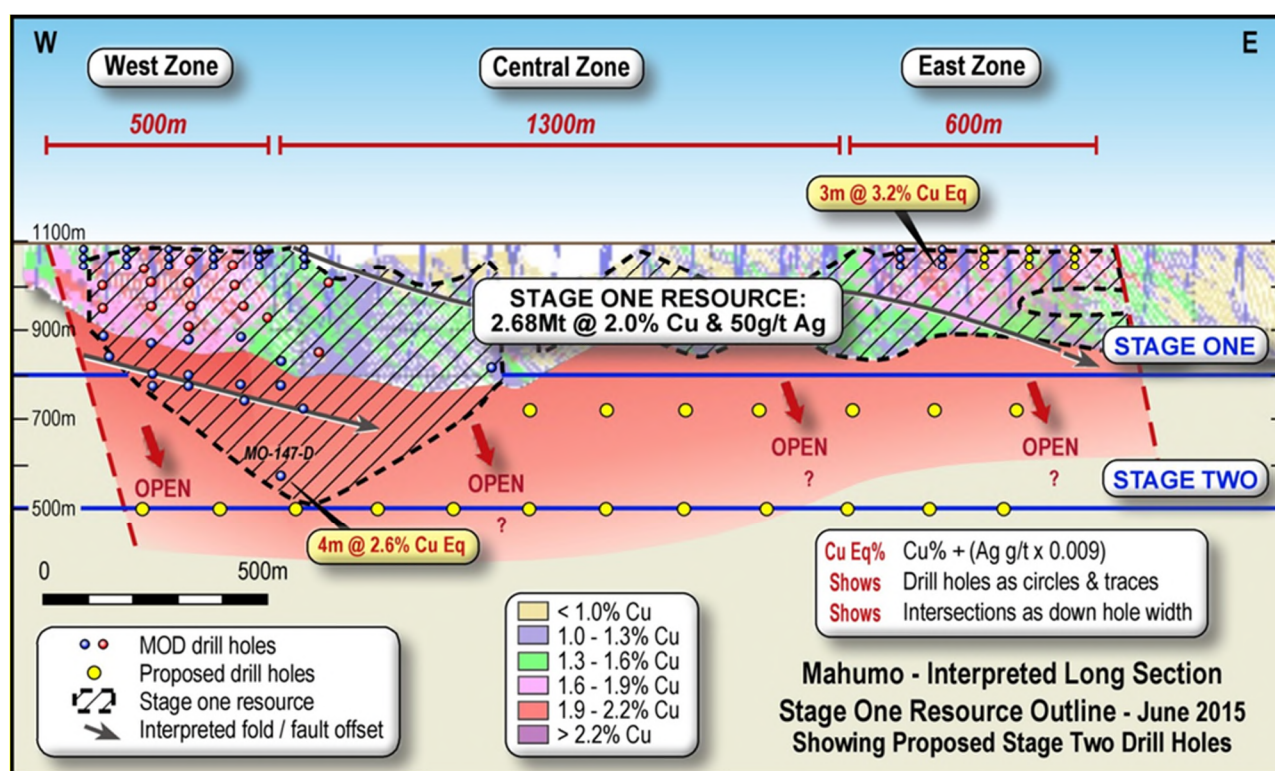 W
E
West Zone
Central Zone
East Zone
500m
1300m
600m
3m @ 3.2% Cu Eq
1100m
STAGE ONE RESOURCE:
2.68Mt @ 2.0% Cu & 50g/t Ag
900m
STAGE ONE
700m
MO-147-D
OPEN
OPEN
?
OPEN
?
OPEN
?
STAGE TWO
500m
4m @ 2.6% Cu Eq
0
500m
Cu Eq% Cu% + (Ag g/t x 0.009)
Shows Drill holes as circles & traces
Shows Intersections as down hole width
MOD drill holes
Proposed drill holes
Stage one resource
Interpreted fold / fault offset
< 1.0% Cu
1.0 - 1.3% Cu
1.3 - 1.6% Cu
1.6 - 1.9% Cu
1.9 - 2.2% Cu
> 2.2% Cu
Mahumo - Interpreted Long Section
Stage One Resource Outline - June 2015
Showing Proposed Stage Two Drill Holes